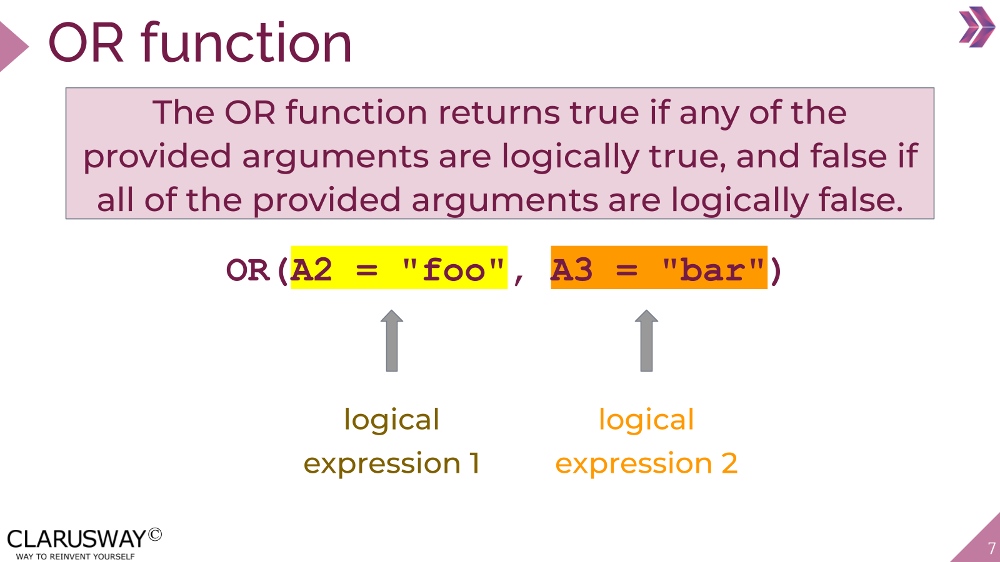 OR function
The OR function returns true if any of the
provided arguments are logically true, and false if
all of the provided arguments are logically false.
OR(A2 = "foo", A3 = "bar")
logical
expression 1
logical
expression 2
CLARUSWAY©
WAY TO REINVENT YOURSELF
7